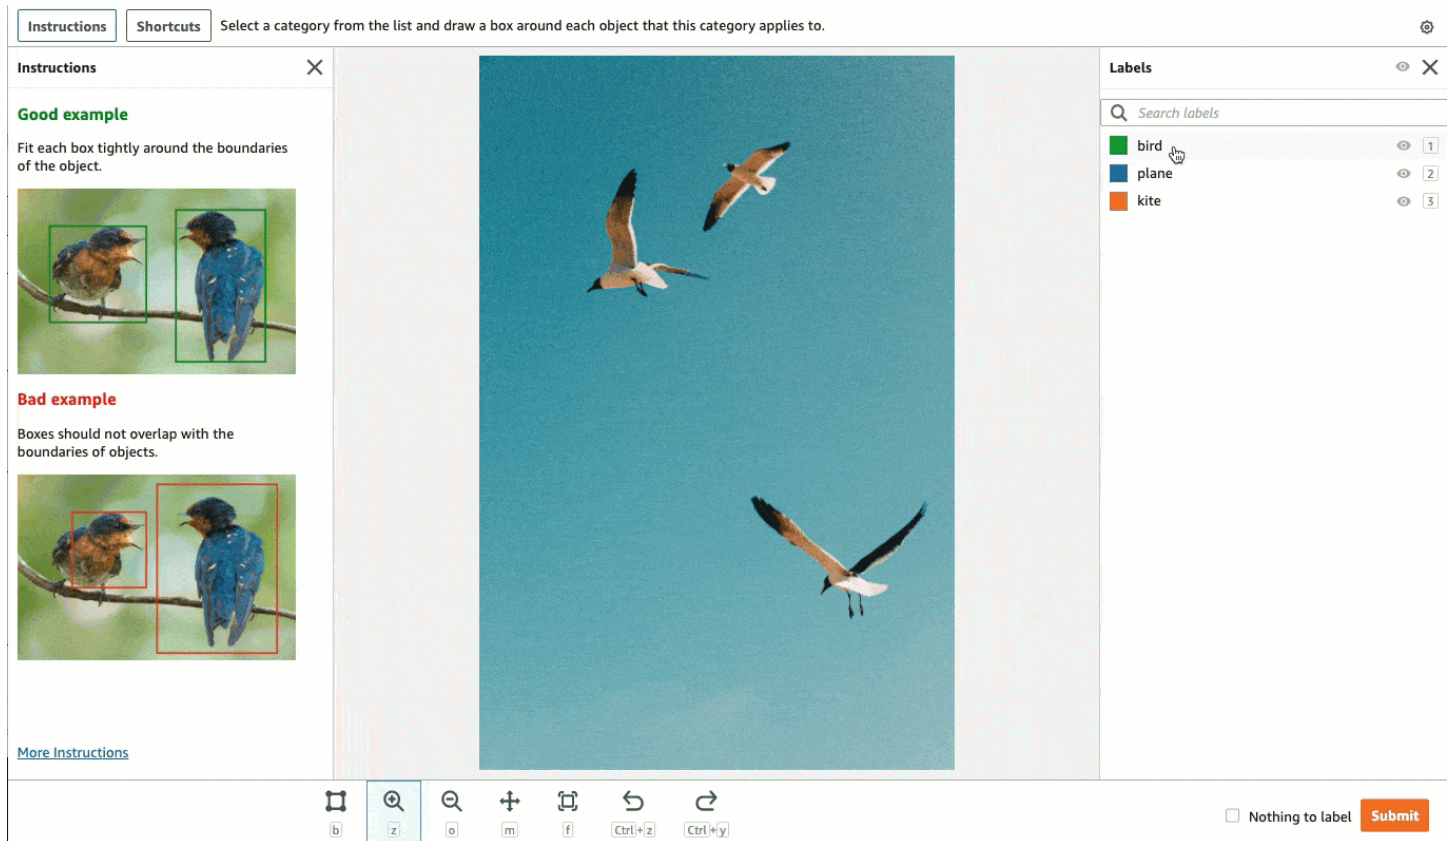 Instructions
Shortcuts
Select a category from the list and draw a box around each object that this category applies to.
Instructions
Good example
Fit each box tightly around the boundaries
of the object.
Bad example
Boxes should not overlap with the
boundaries of objects.
More Instructions
Labels
Search labels
bird 1
plane 2
kite 3
b
z
o
m
f
Ctrl+z
Ctrl+y
Nothing to label
Submit